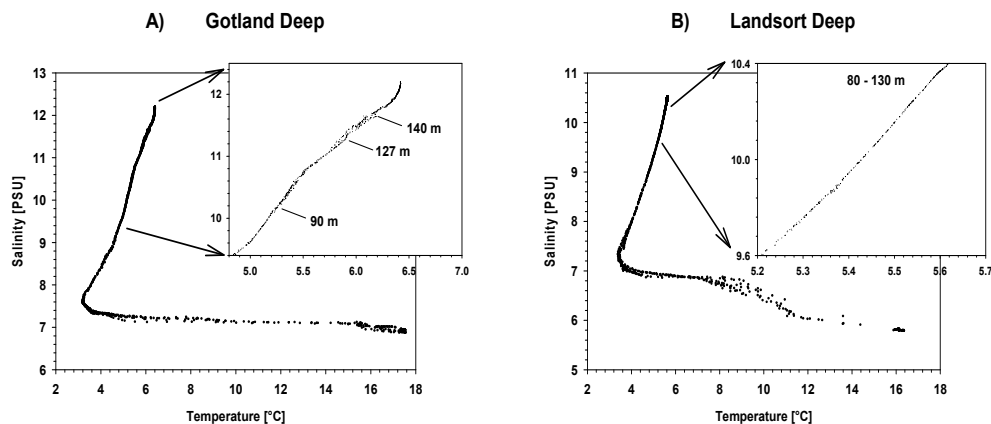 A) Gotland Deep
13
12
11
10
9
8
7
6
Salinity [PSU]
2 4 6 8 10 12 14 16 18
Temperature [°C]
12
11
10
9
5.0 5.5 6.0 6.5 7.0
140 m
127 m
90 m
B) Landsort Deep
11
10
9
8
7
6
5
Salinity [PSU]
2 4 6 8 10 12 14 16
Temperature [°C]
10.4
10.0
9.6
5.2 5.3 5.4 5.5 5.6 5.7
80 - 130 m